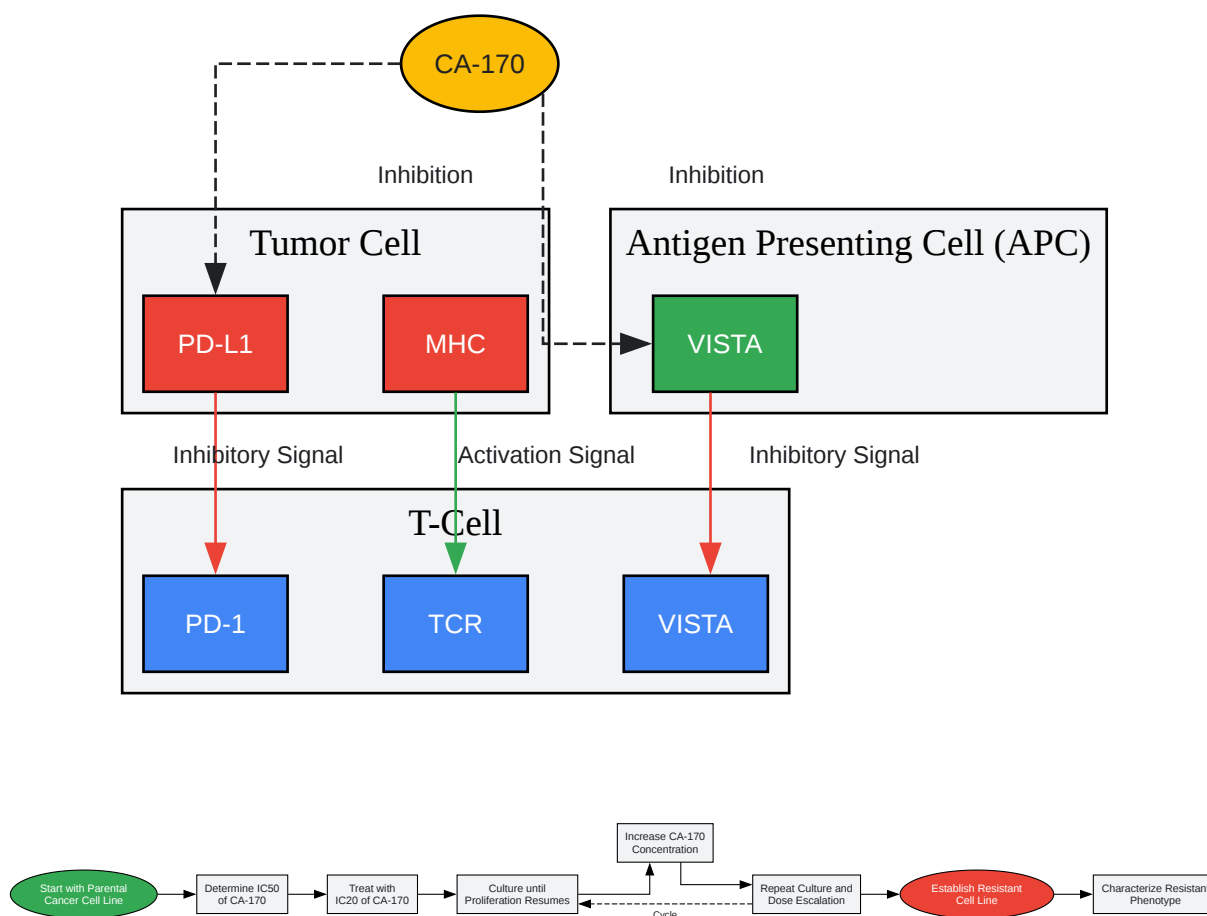 CA-170
Inhibition
Inhibition
Tumor Cell
Antigen Presenting Cell (APC)
PD-L1
MHC
VISTA
Inhibitory Signal
Activation Signal
Inhibitory Signal
T-Cell
PD-1
TCR
VISTA
Increase CA-170
Concentration
Start with Parental
Cancer Cell Line
Determine IC50
of CA-170
Treat with
IC20 of CA-170
Culture until
Proliferation Resumes
Repeat Culture and
Dose Escalation
Establish Resistant
Cell Line
Characterize Resistant
Phenotype
Cycle